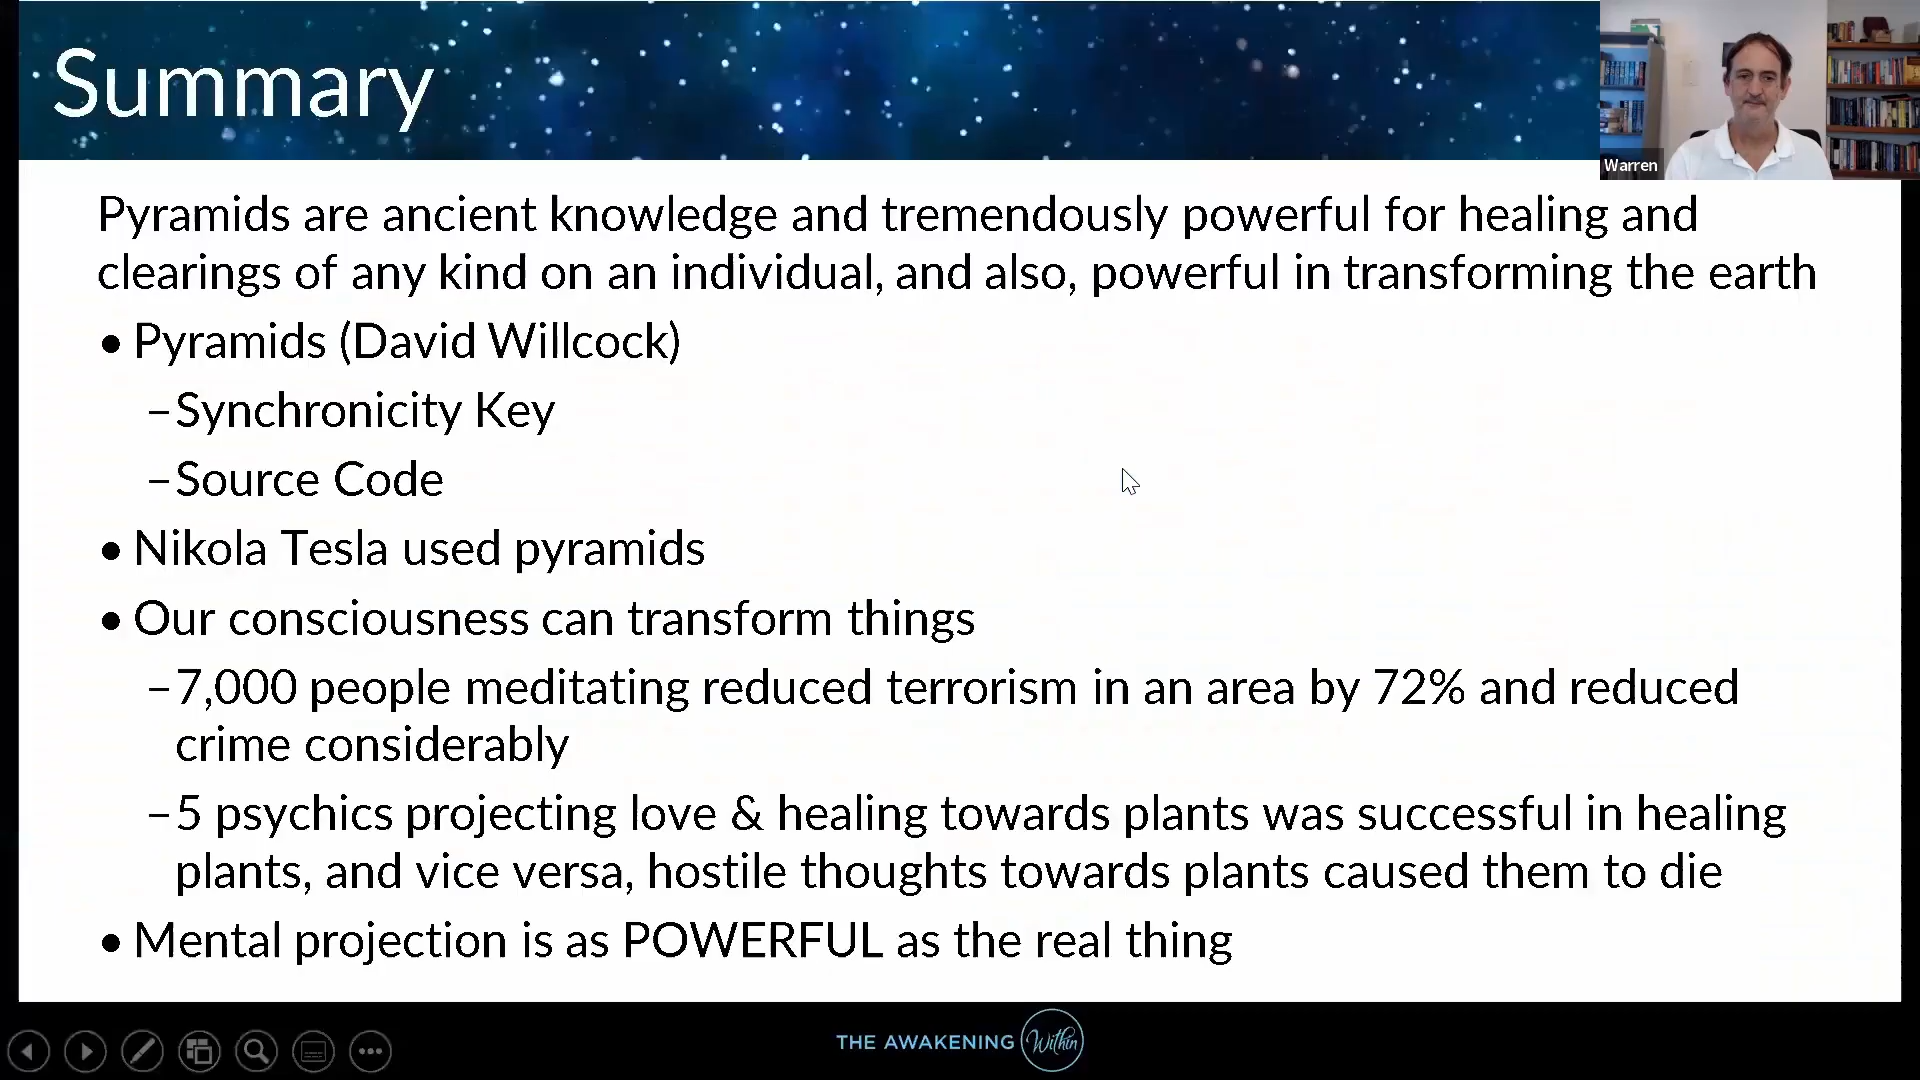 Summary
Warren
Pyramids are ancient knowledge and tremendously powerful for healing and
clearings of any kind on an individual, and also, powerful in transforming the earth
• Pyramids (David Willcock)
–Synchronicity Key
–Source Code
• Nikola Tesla used pyramids
• Our consciousness can transform things
–7,000 people meditating reduced terrorism in an area by 72% and reduced
crime considerably
–5 psychics projecting love & healing towards plants was successful in healing
plants, and vice versa, hostile thoughts towards plants caused them to die
• Mental projection is as POWERFUL as the real thing
THE AWAKENING Within